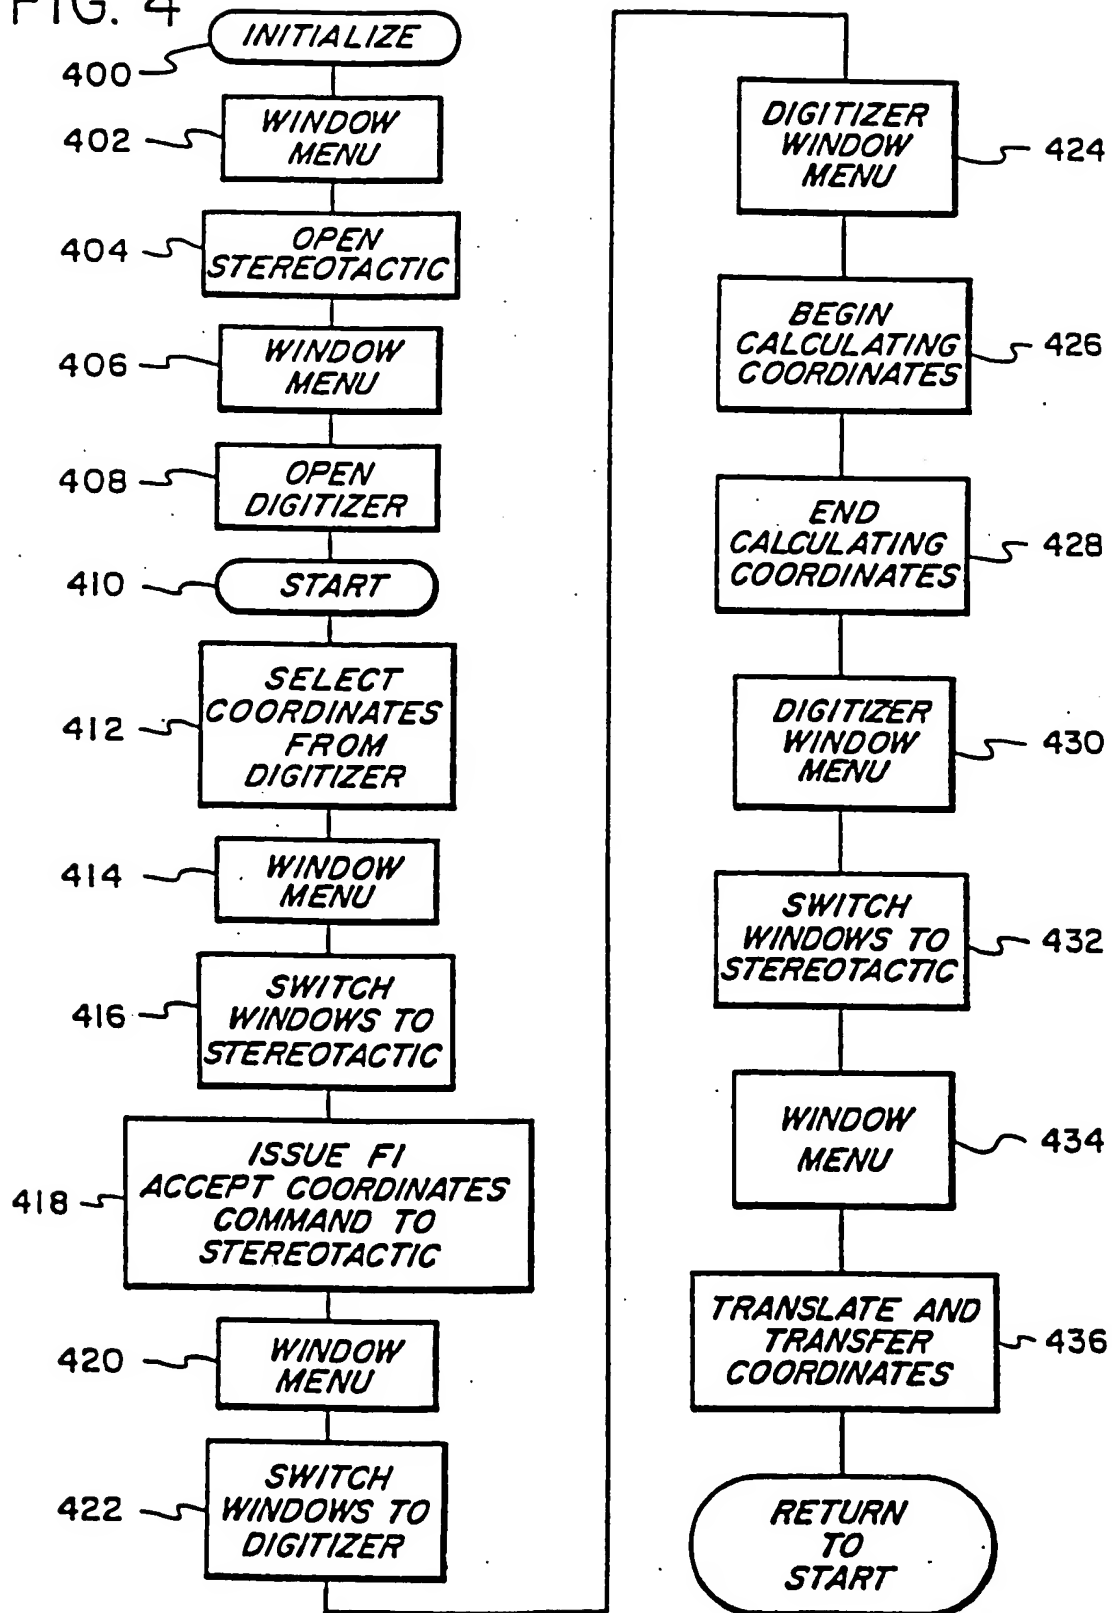 FIG. 4
INITIALIZE
400
WINDOW
MENU
402
OPEN
STEREOTACTIC
404
WINDOW
MENU
406
OPEN
DIGITIZER
408
START
410
SELECT
COORDINATES
FROM
DIGITIZER
412
WINDOW
MENU
414
SWITCH
WINDOWS TO
STEREOTACTIC
416
ISSUE F1
ACCEPT COORDINATES
COMMAND TO
STEREOTACTIC
418
WINDOW
MENU
420
SWITCH
WINDOWS TO
DIGITIZER
422
DIGITIZER
WINDOW
MENU
424
BEGIN
CALCULATING
COORDINATES
426
END
CALCULATING
COORDINATES
428
DIGITIZER
WINDOW
MENU
430
SWITCH
WINDOWS TO
STEREOTACTIC
432
WINDOW
MENU
434
TRANSLATE AND
TRANSFER
COORDINATES
436
RETURN
TO
START